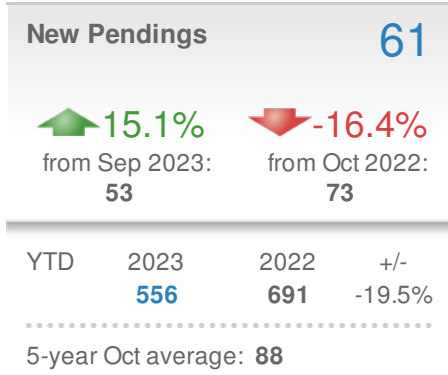 New Pendings 61
15.1% -16.4%
from Sep 2023: from Oct 2022:
53 73
YTD 2023 2022 +/-
556 691 -19.5%
5-year Oct average: 88